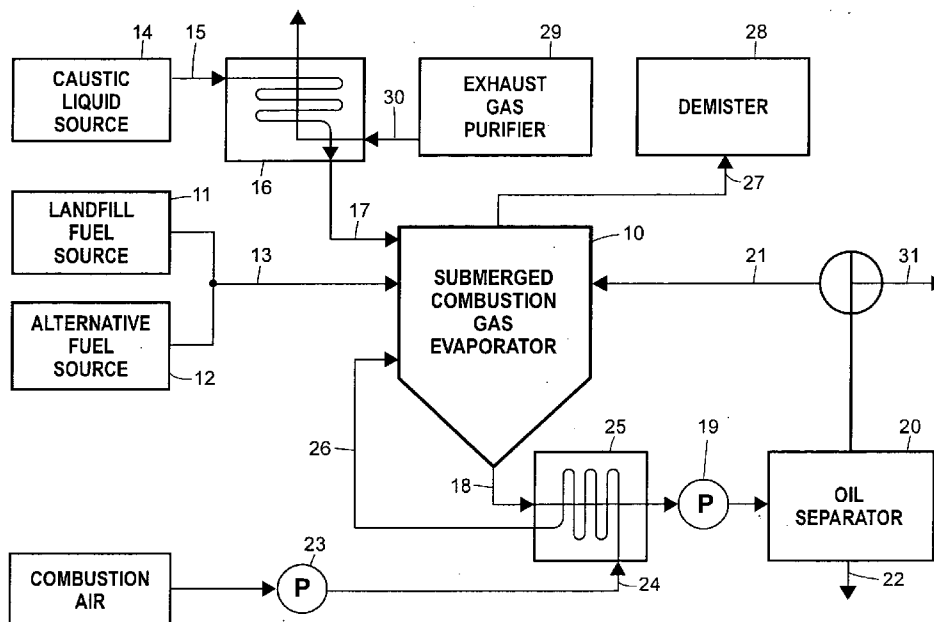 14
15
29
28
CAUSTIC
LIQUID
SOURCE
EXHAUST
GAS
PURIFIER
DEMISTER
30
16
27
11
LANDFILL
FUEL
SOURCE
17
10
13
SUBMERGED
COMBUSTION
GAS
EVAPORATOR
21
31
ALTERNATIVE
FUEL
SOURCE
12
26
18
25
19
P
20
OIL
SEPARATOR
23
P
24
22
COMBUSTION
AIR